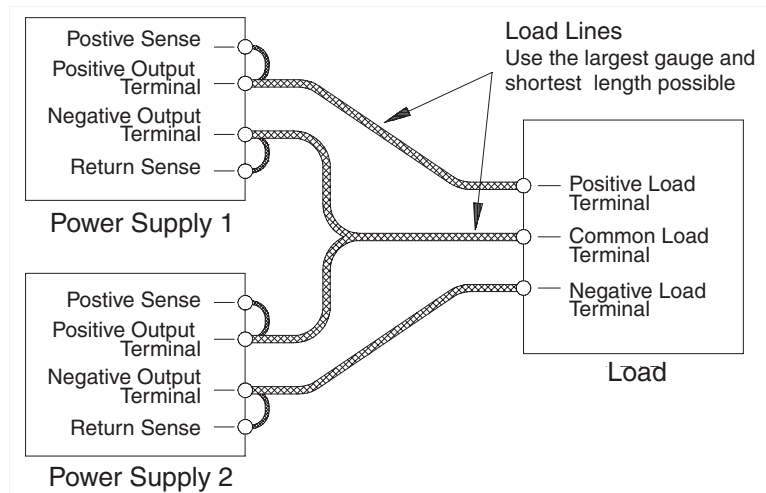 Postive Sense
Positive Output
Terminal
Negative Output
Terminal
Return Sense
Power Supply 1
Load Lines
Use the largest gauge and
shortest length possible
Positive Load
Terminal
Common Load
Terminal
Negative Load
Terminal
Load
Postive Sense
Positive Output
Terminal
Negative Output
Terminal
Return Sense
Power Supply 2